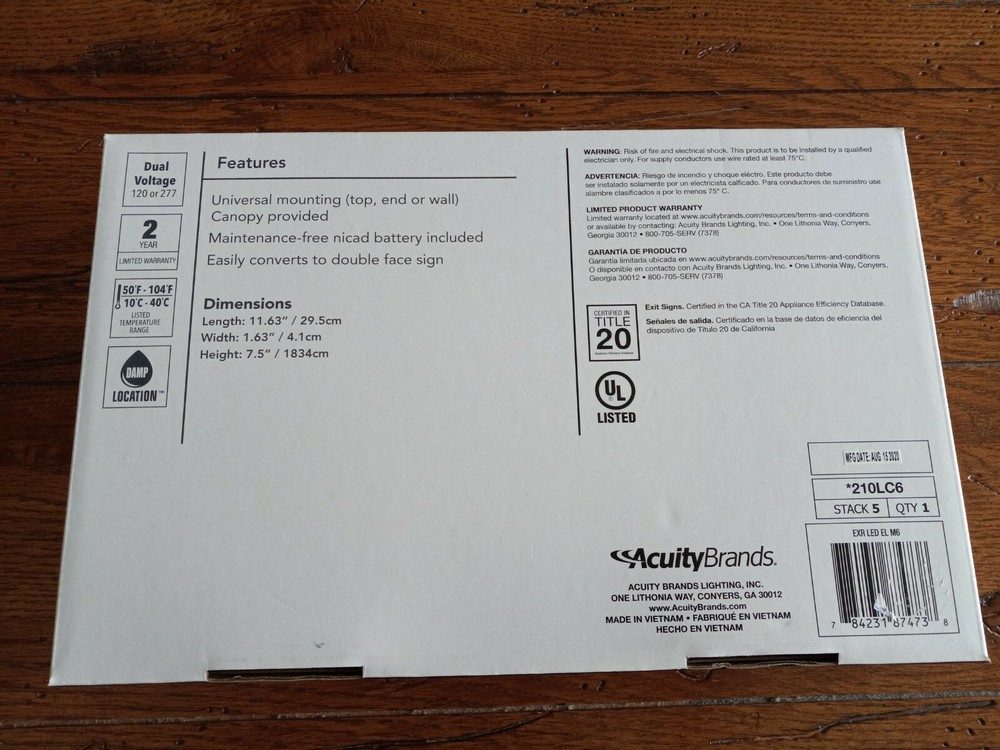 Dual
Voltage
120 or 277
2
YEAR
LIMITED WARRANTY
50°F - 104°F
10°C - 40°C
LISTED
TEMPERATURE
RANGE
DAMP
LOCATION™
Features
Universal mounting (top, end or wall)
Canopy provided
Maintenance-free nicad battery included
Easily converts to double face sign
Dimensions
Length: 11.63" / 29.5cm
Width: 1.63" / 4.1cm
Height: 7.5" / 1834cm
WARNING: Risk of fire and electrical shock. This product is to be installed by a qualified
electrician only. For supply conductors use wire rated at least 75°C.
ADVERTENCIA: Riesgo de incendio y choque eléctro. Este producto debe
ser instalado solamente por un electricista calficado. Para conductores de suministro use
alambre clasificados a por lo menos 75° C.
LIMITED PRODUCT WARRANTY
Limited warranty located at www.acuitybrands.com/resources/terms-and-conditions
or available by contacting: Acuity Brands Lighting, Inc. • One Lithonia Way, Conyers,
Georgia 30012 • 800-705-SERV (7378)
GARANTÍA DE PRODUCTO
Garantia limitada ubicada en www.acuitybrands.com/resources/terms-and-conditions
O disponible en contacto con Acuity Brands Lighting, Inc. • One Lithonia Way, Conyers,
Georgia 30012 • 800-705-SERV (7378)
CERTIFIED IN
TITLE
20
Exit Signs. Certified in the CA Title 20 Appliance Efficiency Database.
Señales de salida. Certificado en la base de datos de eficiencia del
dispositivo de Título 20 de California
UL
LISTED
MFG DATE: AUG 15 2020
*210LC6
STACK 5 QTY 1
EXR LED EL M6
7 84231 87473 8
AcuityBrands.
ACUITY BRANDS LIGHTING, INC.
ONE LITHONIA WAY, CONYERS, GA 30012
www.AcuityBrands.com
MADE IN VIETNAM • FABRIQUÉ EN VIETNAM
HECHO EN VIETNAM